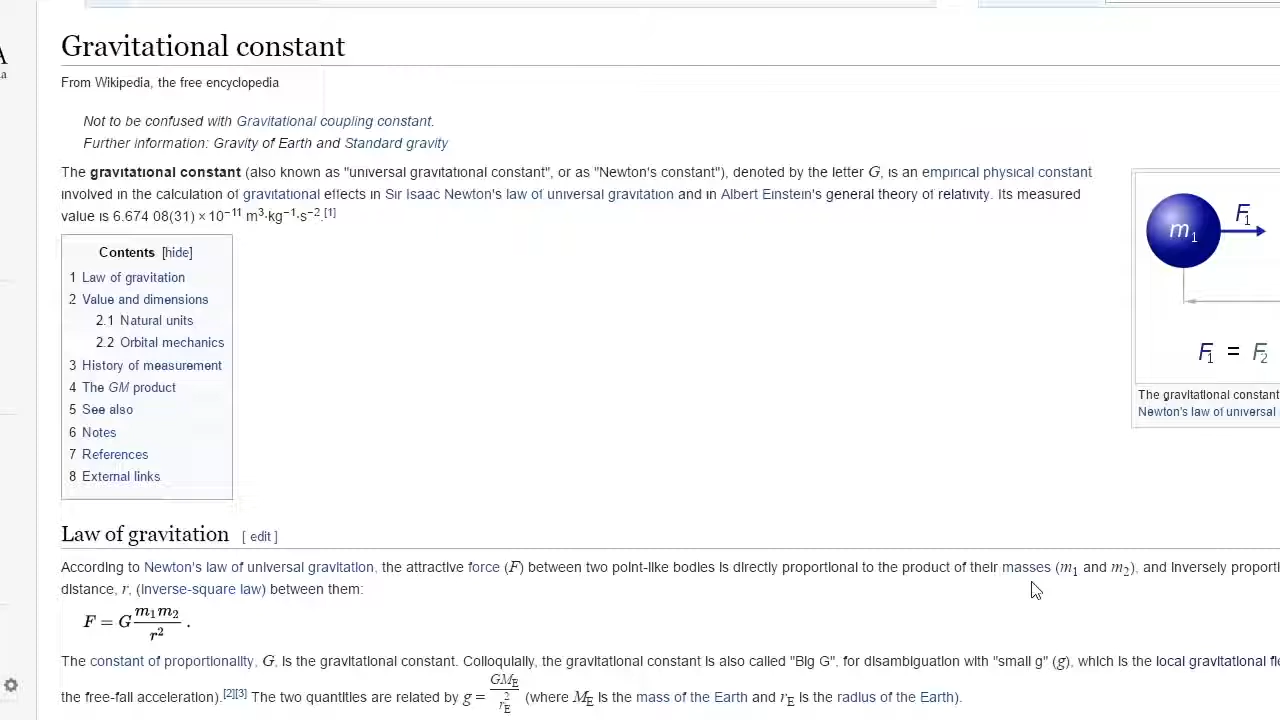 Gravitational constant
From Wikipedia, the free encyclopedia
Not to be confused with Gravitational coupling constant.
Further information: Gravity of Earth and Standard gravity
The gravitational constant (also known as "universal gravitational constant", or as "Newton's constant"), denoted by the letter G, is an empirical physical constant
involved in the calculation of gravitational effects in Sir Isaac Newton's law of universal gravitation and in Albert Einstein's general theory of relativity. Its measured
value is 6.674 08(31) × 10⁻¹¹ m³⋅kg⁻¹⋅s⁻².[1]
m₁ F₁
F₁ = F₂
The gravitational constant
Newton's law of universal
Contents [hide]
1 Law of gravitation
2 Value and dimensions
2.1 Natural units
2.2 Orbital mechanics
3 History of measurement
4 The GM product
5 See also
6 Notes
7 References
8 External links
Law of gravitation [ edit ]
According to Newton's law of universal gravitation, the attractive force (F) between two point-like bodies is directly proportional to the product of their masses (m₁ and m₂), and inversely
distance, r, (inverse-square law) between them:
F = G m₁m₂ / r² .
The constant of proportionality, G, is the gravitational constant. Colloquially, the gravitational constant is also called "Big G", for disambiguation with "small g" (g), which is the local gravitational
the free-fall acceleration).[2][3] The two quantities are related by g = GM_E / r_E² (where M_E is the mass of the Earth and r_E is the radius of the Earth).